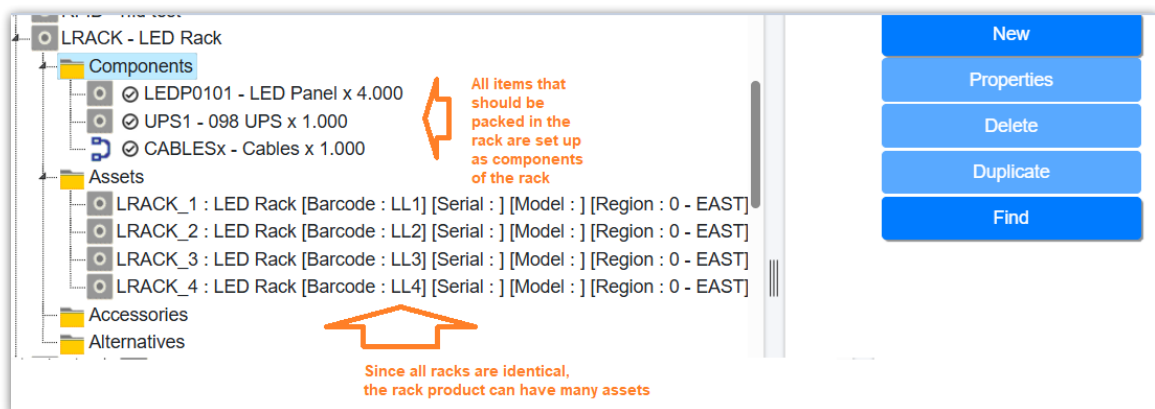 LRACK - LED Rack
Components
LEDP0101 - LED Panel x 4.000
UPS1 - 098 UPS x 1.000
CABLESx - Cables x 1.000
Assets
LRACK_1 : LED Rack [Barcode : LL1] [Serial : ] [Model : ] [Region : 0 - EAST]
LRACK_2 : LED Rack [Barcode : LL2] [Serial : ] [Model : ] [Region : 0 - EAST]
LRACK_3 : LED Rack [Barcode : LL3] [Serial : ] [Model : ] [Region : 0 - EAST]
LRACK_4 : LED Rack [Barcode : LL4] [Serial : ] [Model : ] [Region : 0 - EAST]
Accessories
Alternatives
All items that
should be
packed in the
rack are set up
as components
of the rack
Since all racks are identical,
the rack product can have many assets
New
Properties
Delete
Duplicate
Find